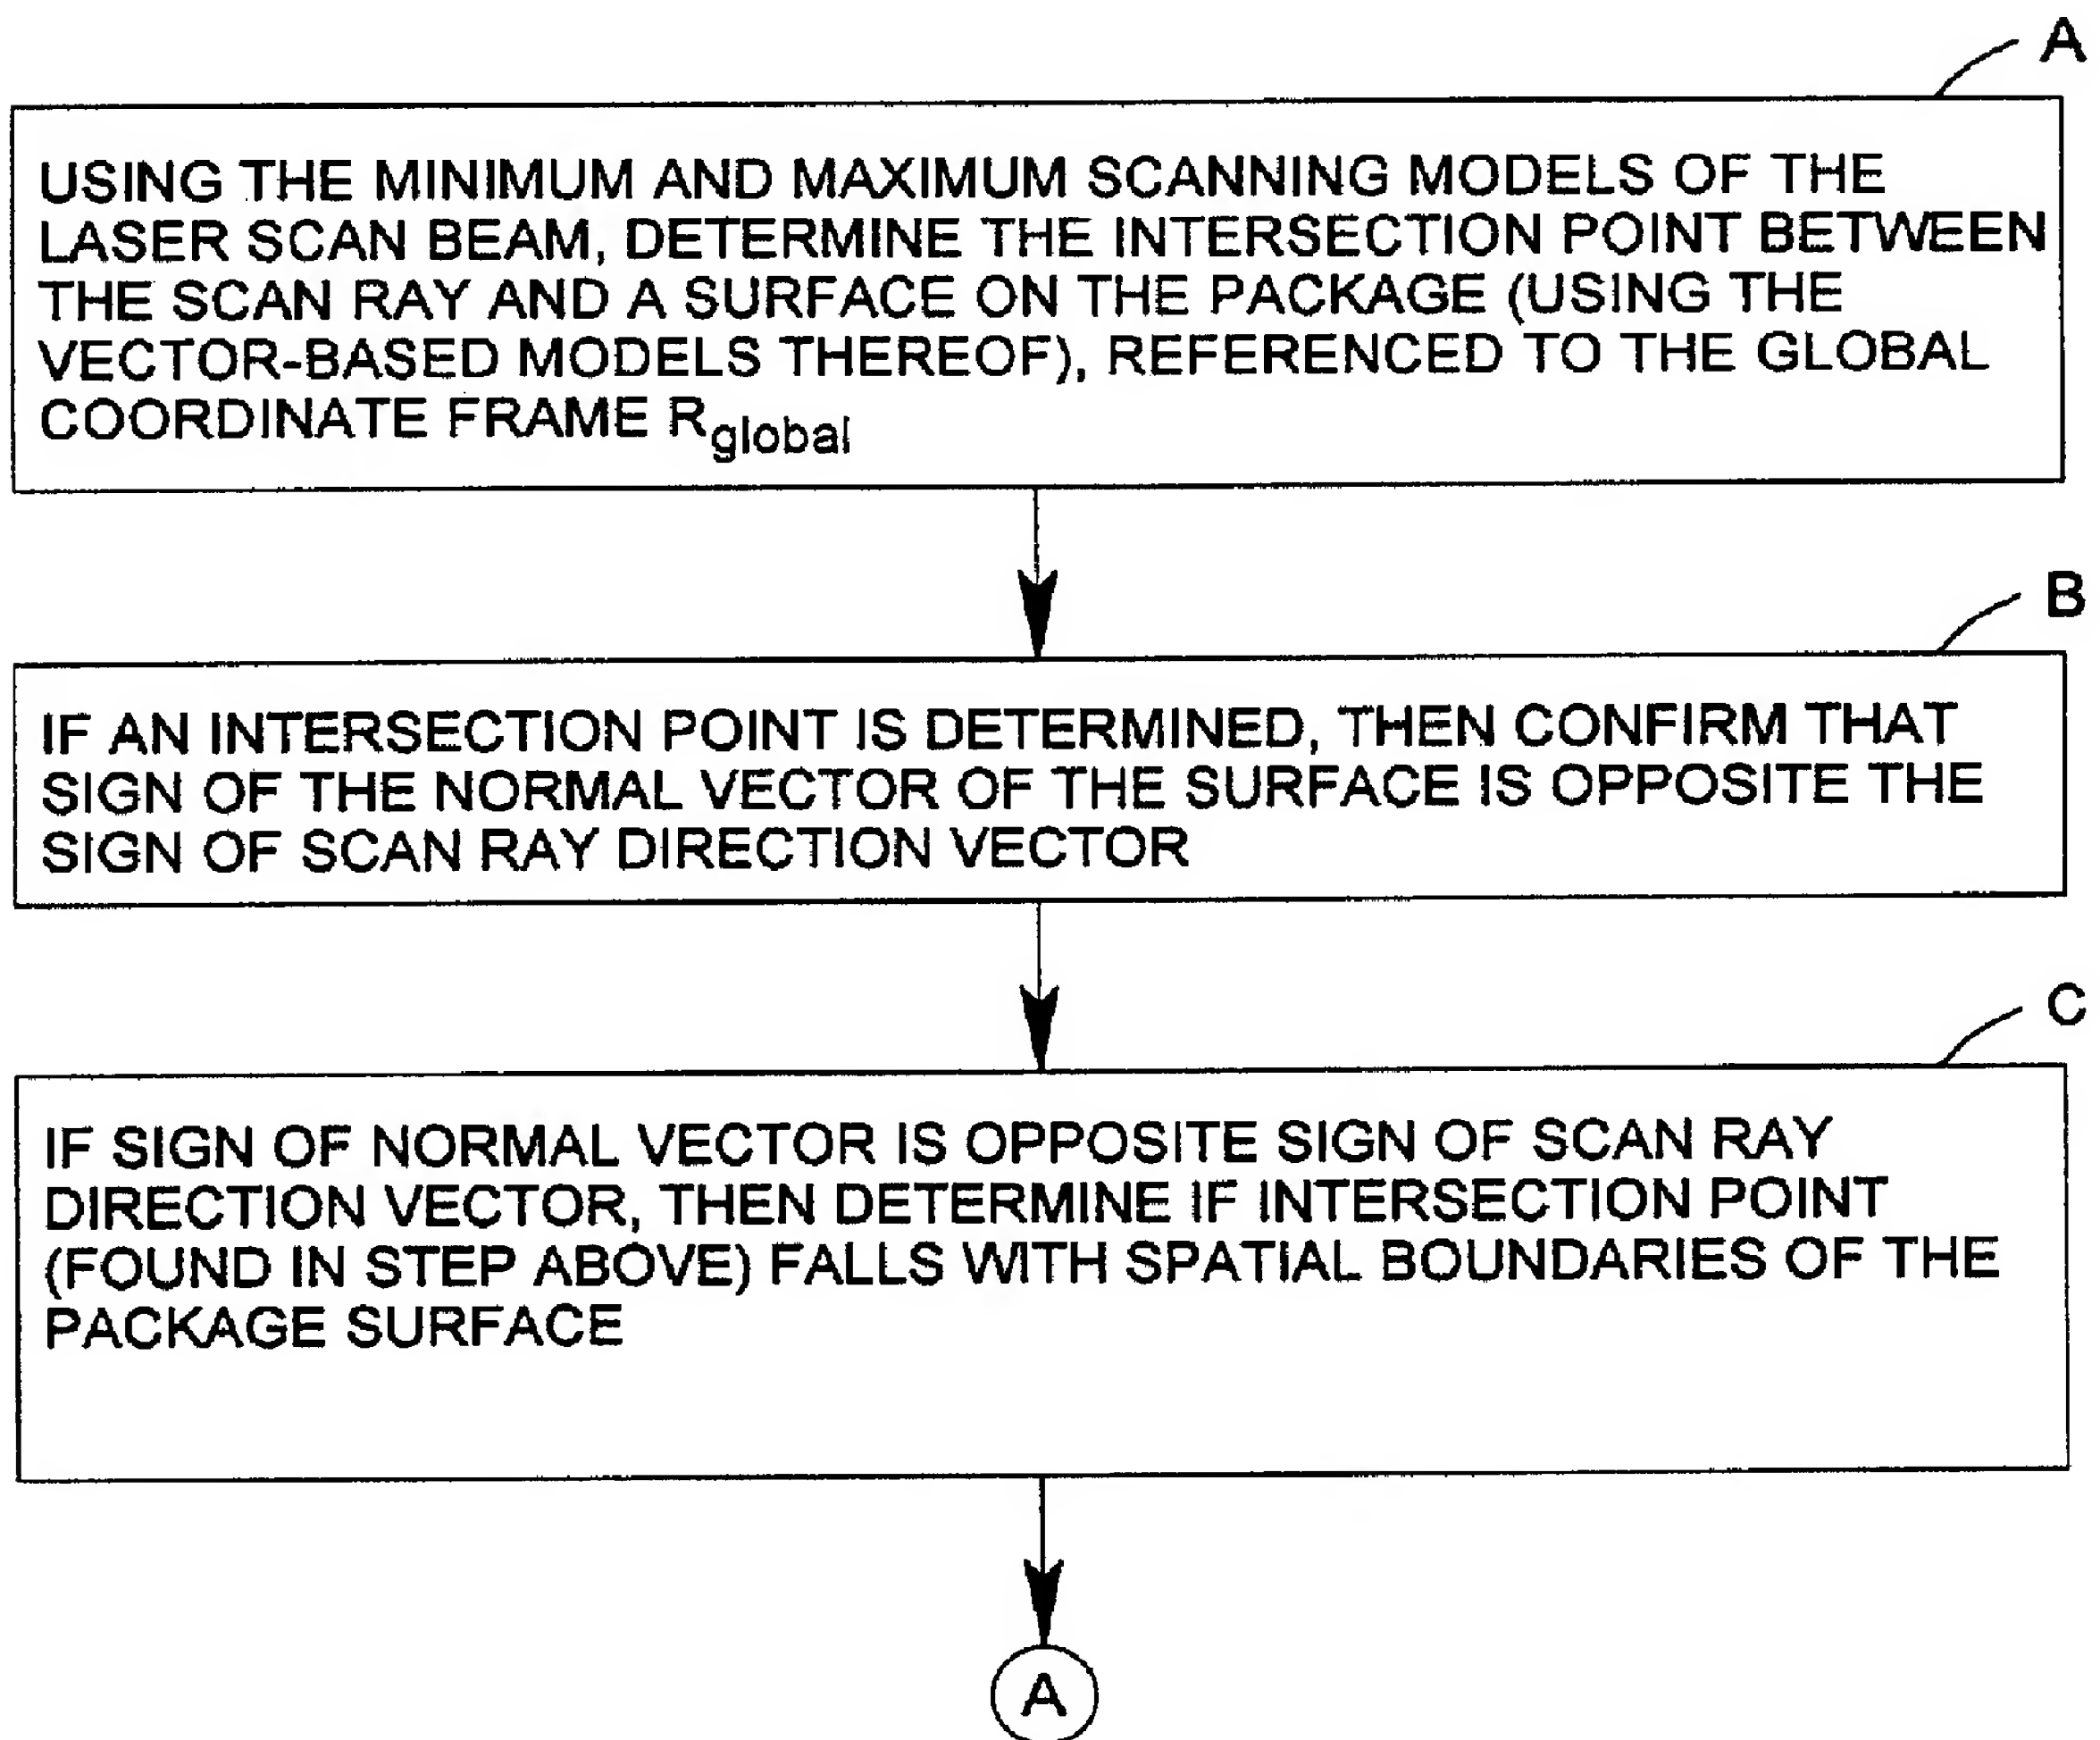 A
USING THE MINIMUM AND MAXIMUM SCANNING MODELS OF THE
LASER SCAN BEAM, DETERMINE THE INTERSECTION POINT BETWEEN
THE SCAN RAY AND A SURFACE ON THE PACKAGE (USING THE
VECTOR-BASED MODELS THEREOF), REFERENCED TO THE GLOBAL
COORDINATE FRAME Rglobal
B
IF AN INTERSECTION POINT IS DETERMINED, THEN CONFIRM THAT
SIGN OF THE NORMAL VECTOR OF THE SURFACE IS OPPOSITE THE
SIGN OF SCAN RAY DIRECTION VECTOR
C
IF SIGN OF NORMAL VECTOR IS OPPOSITE SIGN OF SCAN RAY
DIRECTION VECTOR, THEN DETERMINE IF INTERSECTION POINT
(FOUND IN STEP ABOVE) FALLS WITH SPATIAL BOUNDARIES OF THE
PACKAGE SURFACE
A